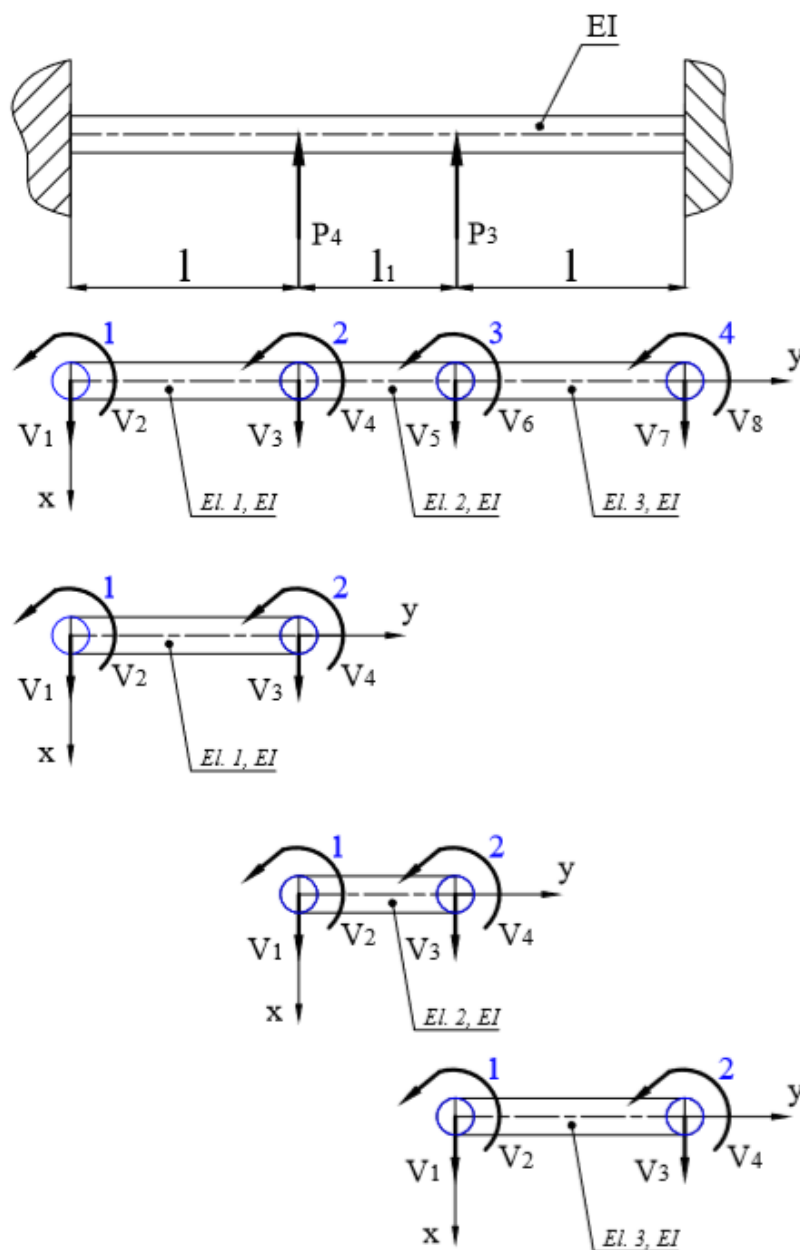 EI
P₄ P₃
l l₁ l
1 2 3 4
y
V₁ V₂ V₃ V₄ V₅ V₆ V₇ V₈
x El. 1, EI El. 2, EI El. 3, EI
1 2
y
V₁ V₂ V₃ V₄
x El. 1, EI
1 2
y
V₁ V₂ V₃ V₄
x El. 2, EI
1 2
y
V₁ V₂ V₃ V₄
x El. 3, EI